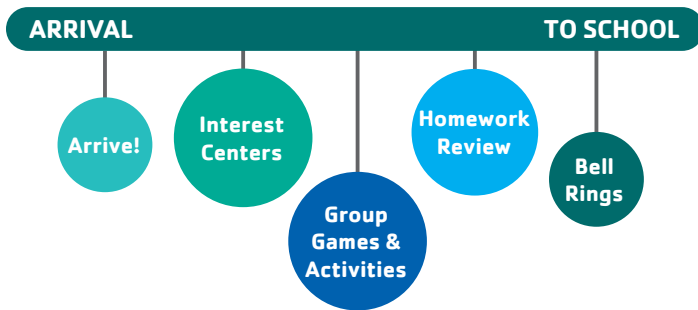 ARRIVAL TO SCHOOL
Arrive!
Interest
Centers
Group
Games &
Activities
Homework
Review
Bell
Rings